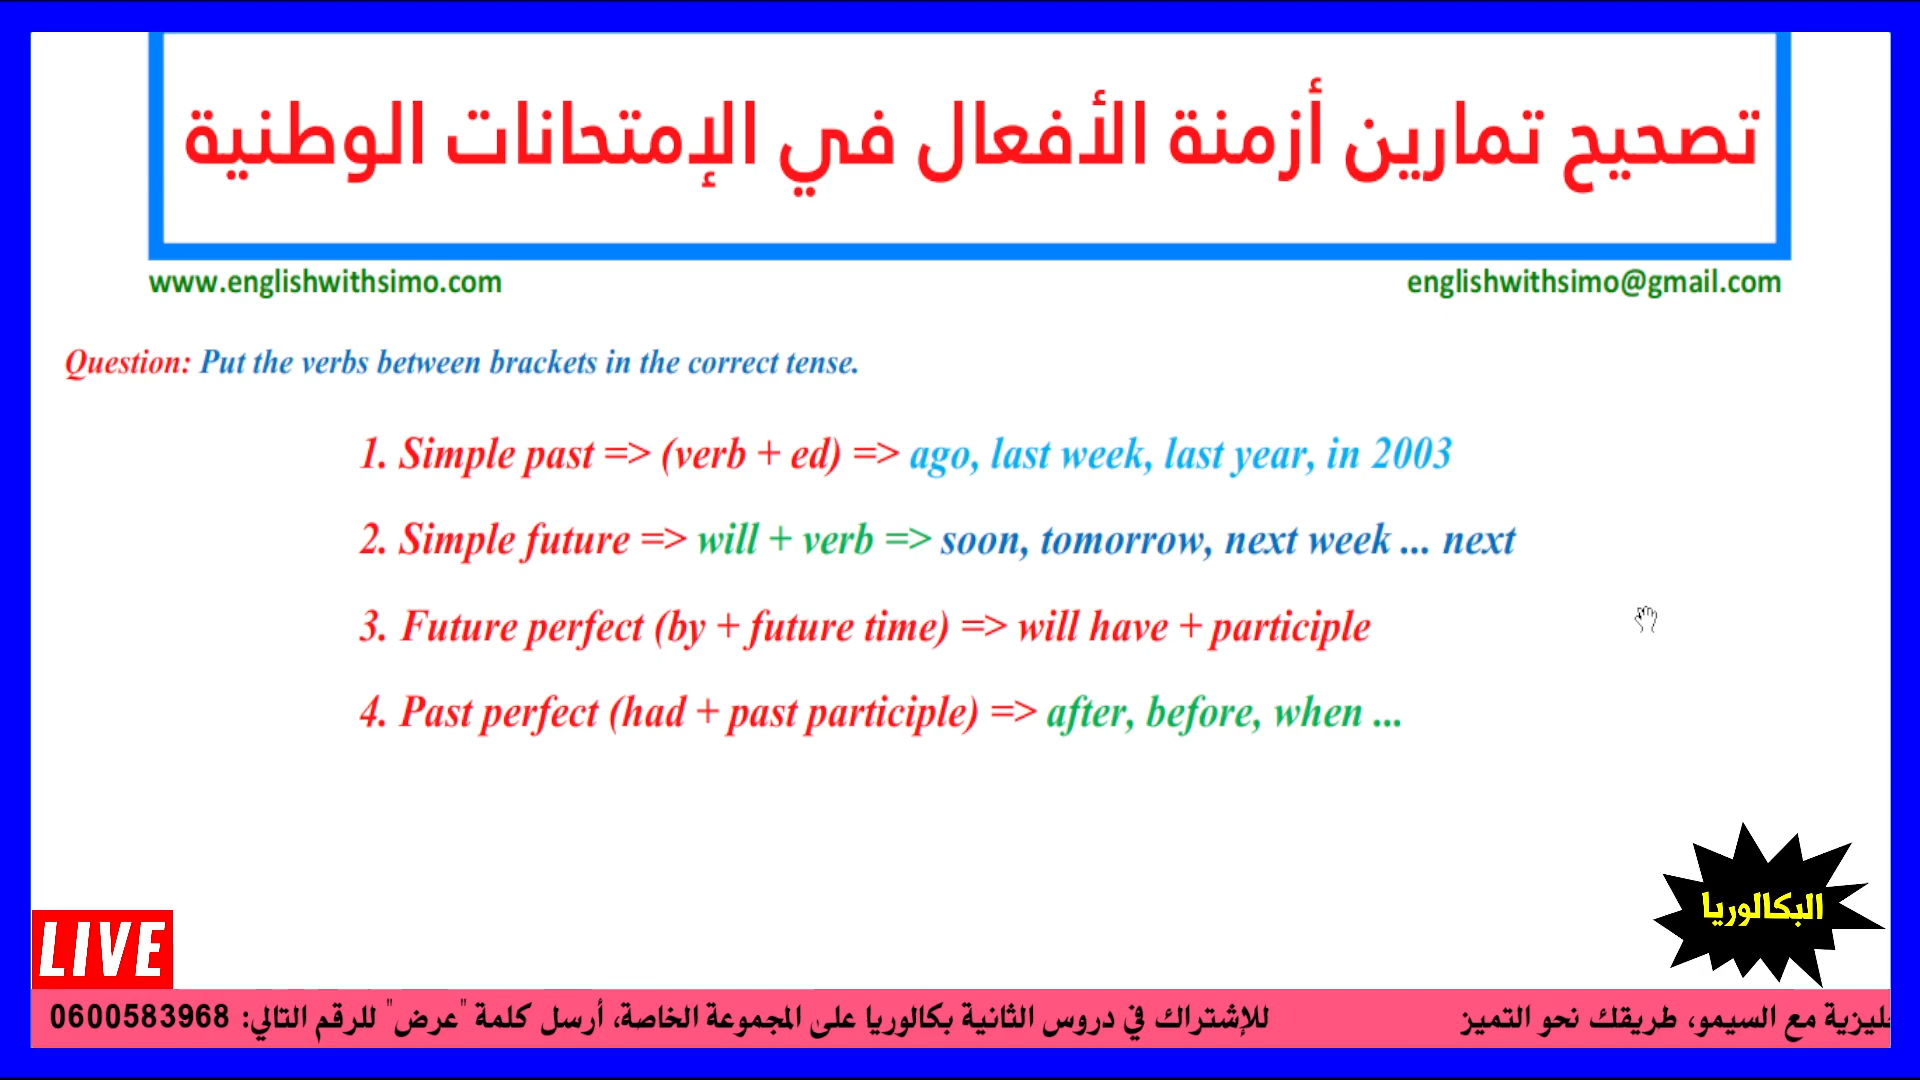 تصحيح تمارين أزمنة الأفعال في الإمتحانات الوطنية
www.englishwithsimo.com
englishwithsimo@gmail.com
Question: Put the verbs between brackets in the correct tense.
1. Simple past => (verb + ed) => ago, last week, last year, in 2003
2. Simple future => will + verb => soon, tomorrow, next week ... next
3. Future perfect (by + future time) => will have + participle
4. Past perfect (had + past participle) => after, before, when ...
البكالوريا
LIVE
مع السيمو، طريقك نحو التميز
للإشتراك في دروس الثانية بكالوريا على المجموعة الخاصة، أرسل كلمة "عرض" للرقم التالي: 0600583968